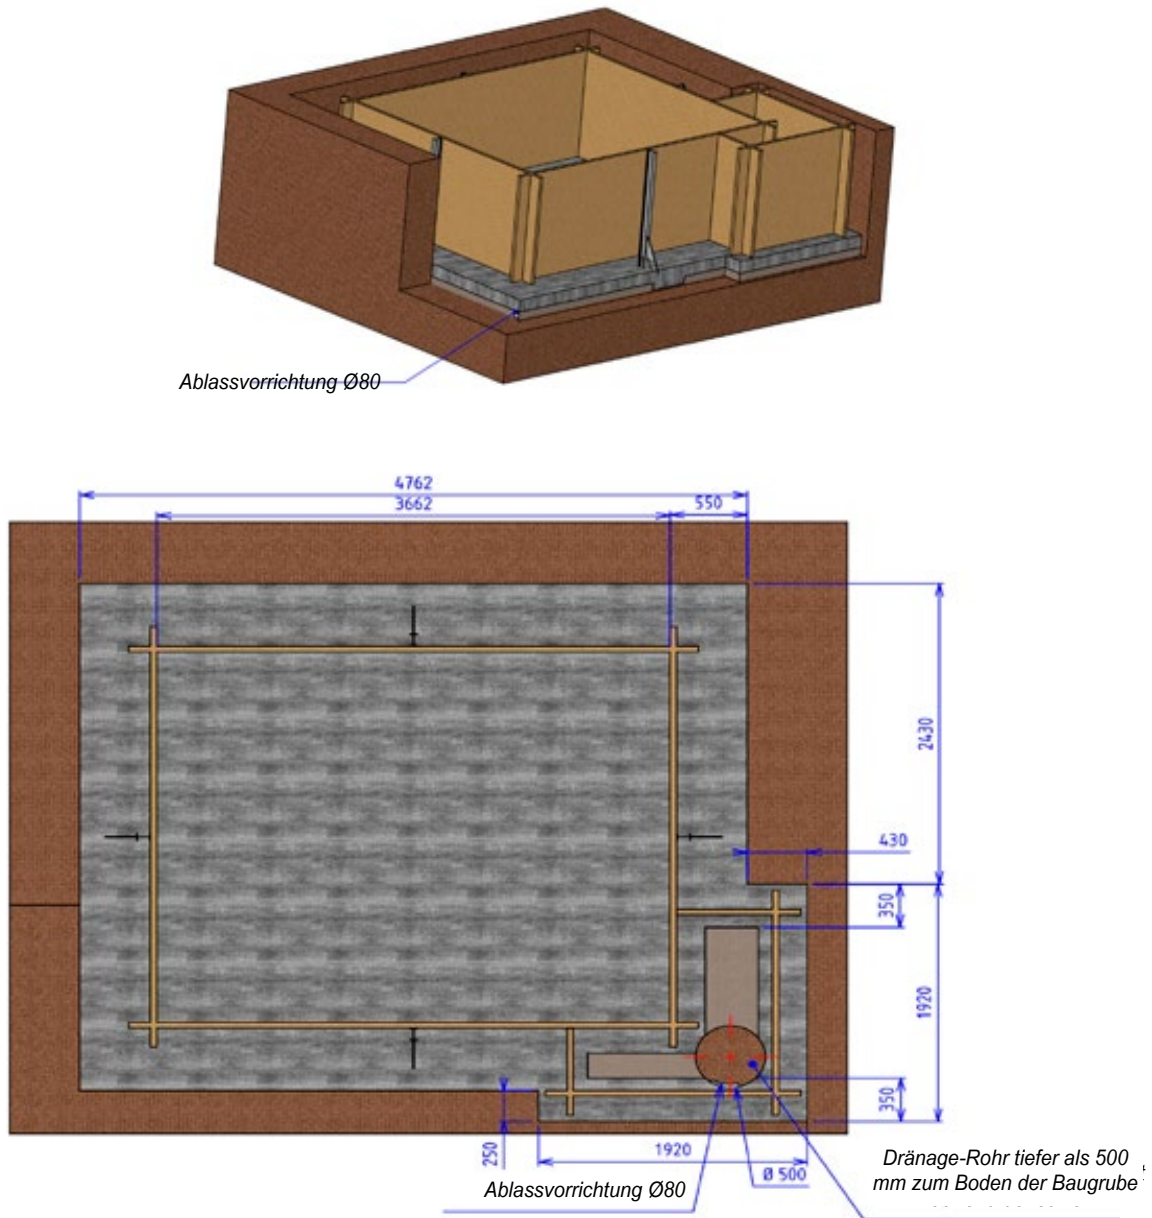 Ablassvorrichtung Ø80
4762
3662
550
2430
430
350
1920
350
250
1920
Ø 500
Ablassvorrichtung Ø80
Dränage-Rohr tiefer als 500
mm zum Boden der Baugrube